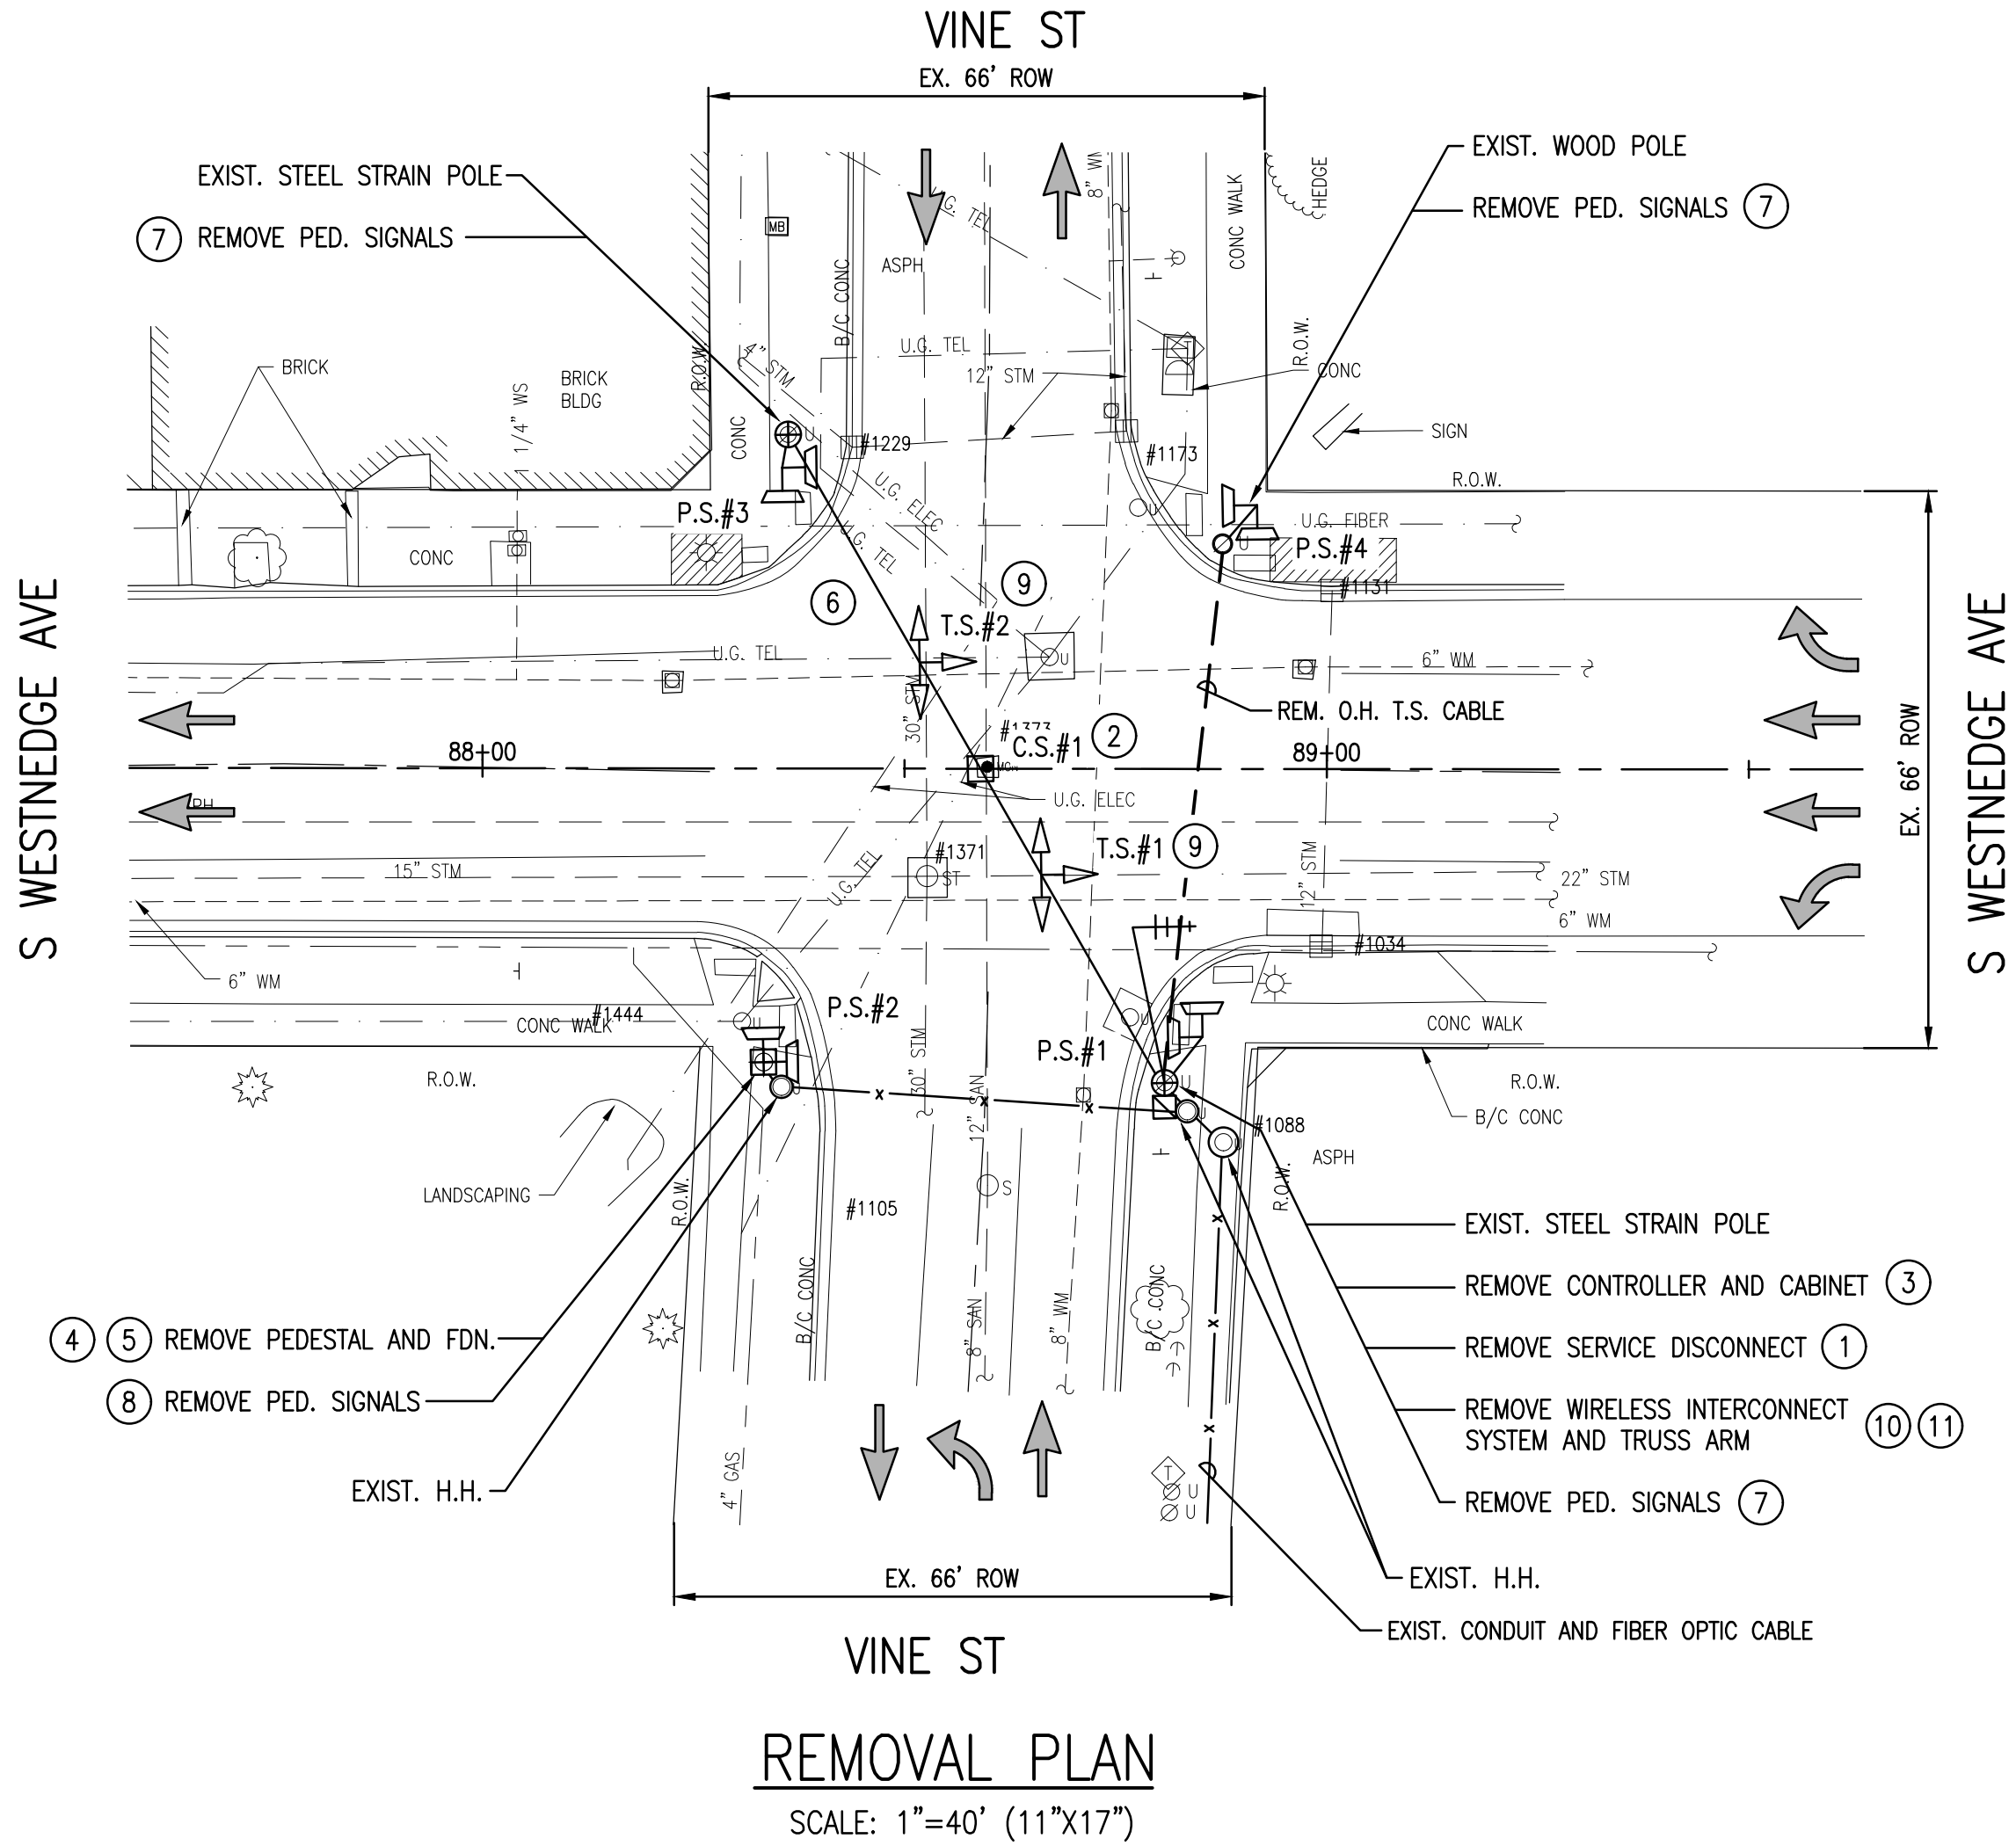 VINE ST
EX. 66' ROW
EXIST. STEEL STRAIN POLE
7 REMOVE PED. SIGNALS
EXIST. WOOD POLE
REMOVE PED. SIGNALS 7
HEDGE
CONC WALK
8" WM
U.G. TEL
MB
ASPH
B/C CONC
R.O.W.
4" STM
U.G. TEL
12" STM
CONC
R.O.W.
BRICK
BRICK
BLDG
1 1/4" WS
CONC
U
#1229
#1173
SIGN
R.O.W.
U.G. ELEC
U.G. TEL
P.S.#3
U
U.G. FIBER
U
P.S.#4
CONC
#1131
6
9
T.S.#2
U.G. TEL
U
6" WM
30" STM
REM. O.H. T.S. CABLE
#1373
C.S.#1
2
88+00
89+00
U.G. ELEC
S WESTNEDGE AVE
S WESTNEDGE AVE
EX. 66' ROW
T.S.#1 9
#1371
ST
15" STM
U.G. TEL
12" STM
22" STM
6" WM
#1034
6" WM
#1444
CONC WALK
U
P.S.#2
P.S.#1
U
CONC WALK
R.O.W.
30" STM
12" SAN
U
U
U
#1088
R.O.W.
B/C CONC
ASPH
R.O.W.
LANDSCAPING
R.O.W.
#1105
S
B/C CONC
8" SAN
8" WM
B/C CONC
EXIST. STEEL STRAIN POLE
REMOVE CONTROLLER AND CABINET 3
REMOVE SERVICE DISCONNECT 1
REMOVE WIRELESS INTERCONNECT
SYSTEM AND TRUSS ARM 10 11
REMOVE PED. SIGNALS 7
4 5 REMOVE PEDESTAL AND FDN.
8 REMOVE PED. SIGNALS
EXIST. H.H.
4" GAS
T
U
U
EXIST. H.H.
EXIST. CONDUIT AND FIBER OPTIC CABLE
EX. 66' ROW
VINE ST
REMOVAL PLAN
SCALE: 1"=40' (11"X17")